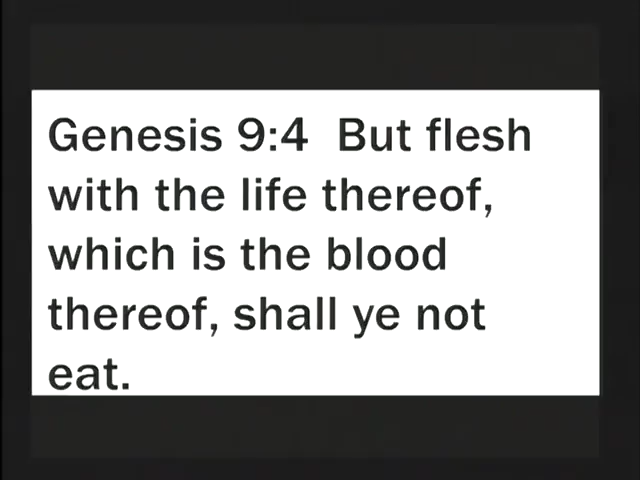 Genesis 9:4  But flesh
with the life thereof,
which is the blood
thereof, shall ye not
eat.